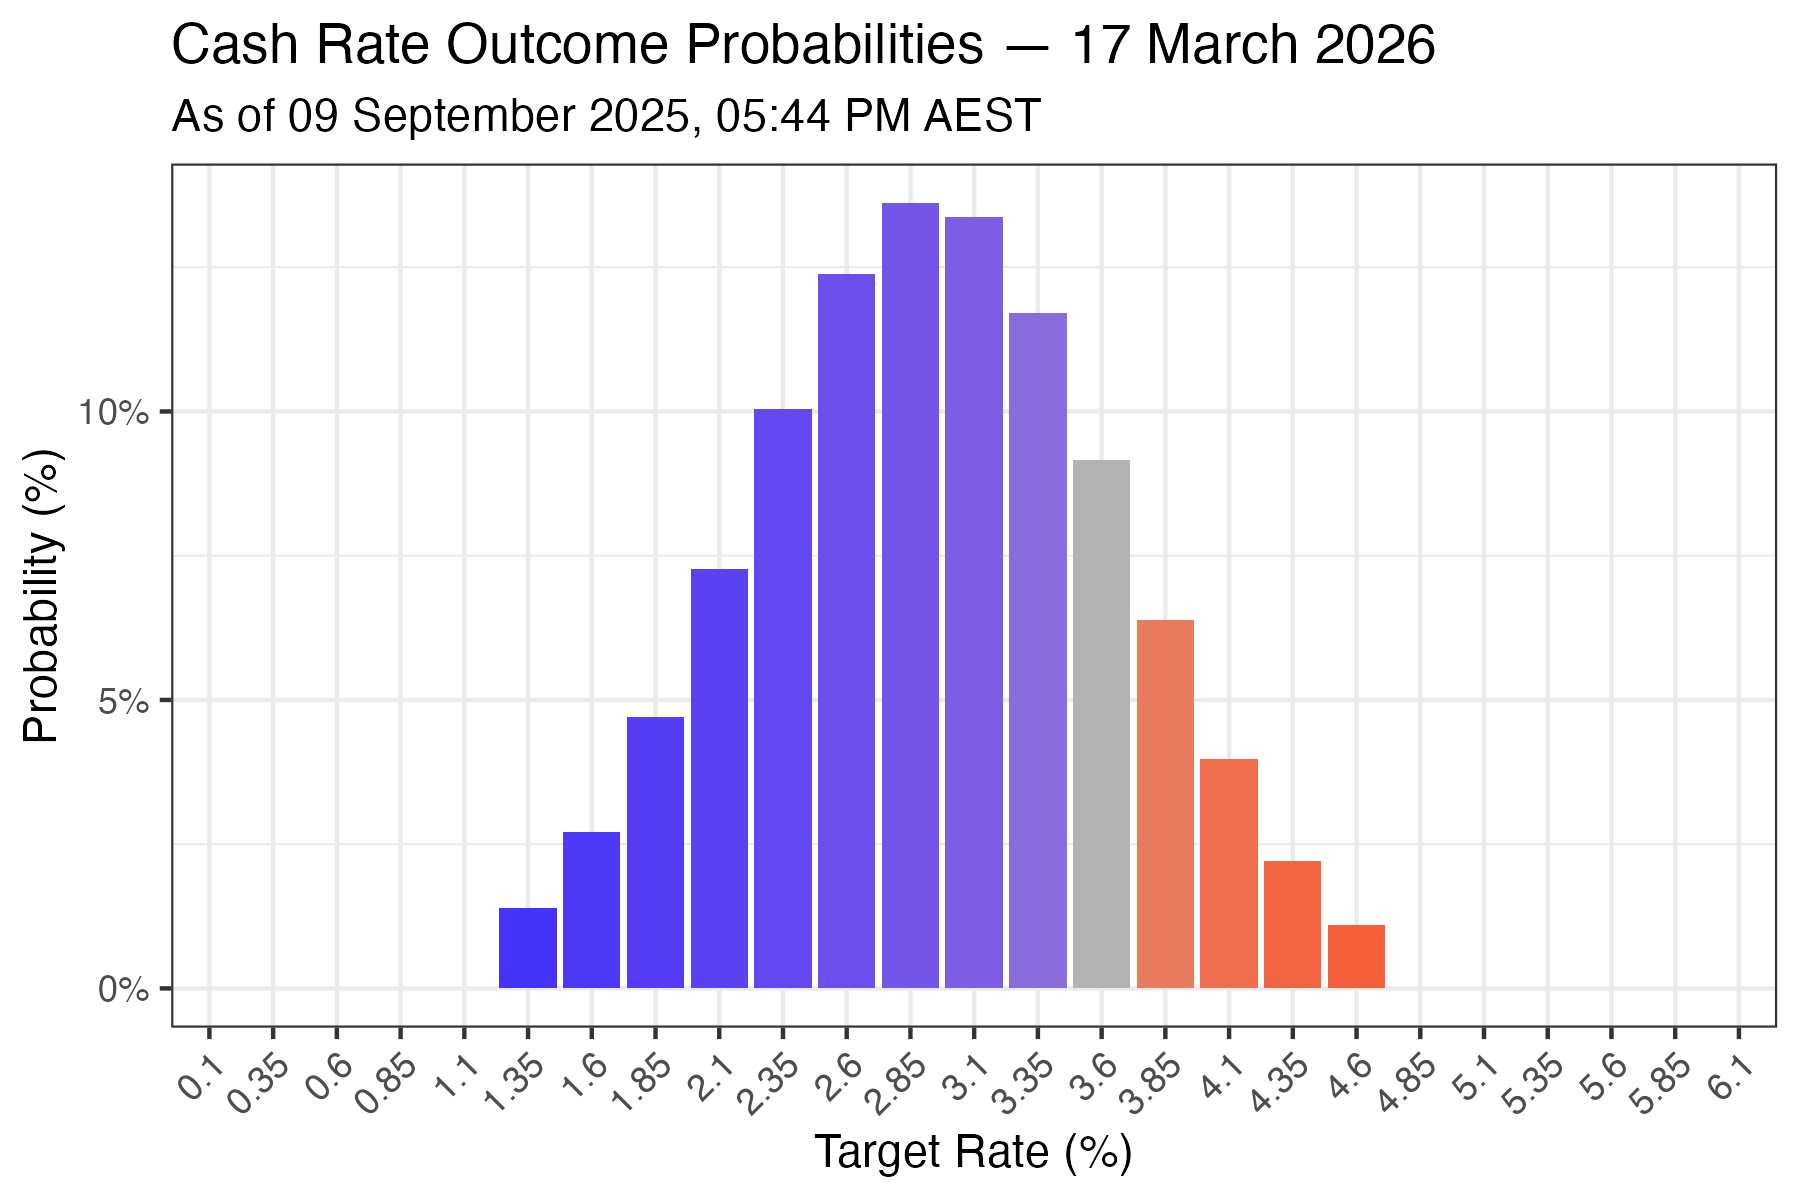 Cash Rate Outcome Probabilities — 17 March 2026
As of 09 September 2025, 05:44 PM AEST
Probability (%)
10%
5%
0%
0.1 0.35 0.6 0.85 1.1 1.35 1.6 1.85 2.1 2.35 2.6 2.85 3.1 3.35 3.6 3.85 4.1 4.35 4.6 4.85 5.1 5.35 5.6 5.85 6.1
Target Rate (%)